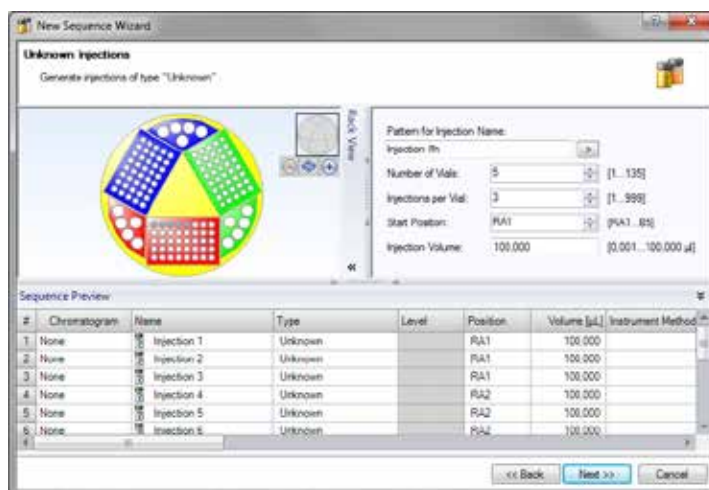 New Sequence Wizard
Unknown Injections
Generate injections of type "Unknown"
Rack View
Pattern for Injection Name:
Injection %n
Number of Vials: 5 [1...135]
Injections per Vial: 3 [1...999]
Start Position: RA1 [RA1...B5]
Injection Volume: 100.000 [0.001...100.000 µl]
Sequence Preview
# Chromatogram Name Type Level Position Volume [µL] Instrument Method
1 None Injection 1 Unknown RA1 100.000
2 None Injection 2 Unknown RA1 100.000
3 None Injection 3 Unknown RA1 100.000
4 None Injection 4 Unknown RA2 100.000
5 None Injection 5 Unknown RA2 100.000
6 None Injection 6 Unknown RA2 100.000
<< Back Next >> Cancel